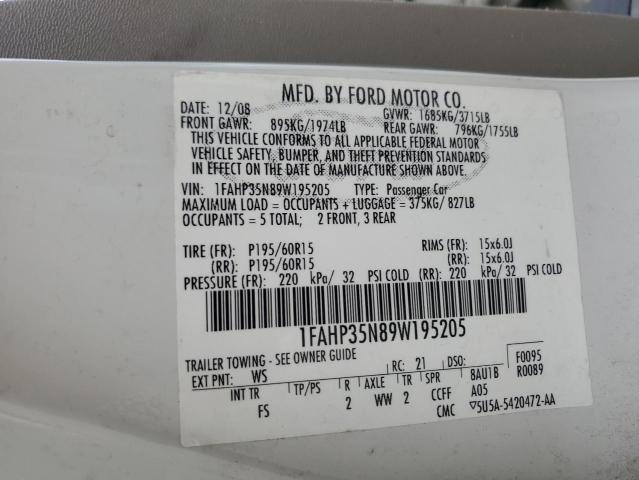 MFD. BY FORD MOTOR CO.
DATE: 12/08 GVWR: 1685KG/3715LB
FRONT GAWR: 895KG/1974LB REAR GAWR: 796KG/1755LB
THIS VEHICLE CONFORMS TO ALL APPLICABLE FEDERAL MOTOR
VEHICLE SAFETY, BUMPER, AND THEFT PREVENTION STANDARDS
IN EFFECT ON THE DATE OF MANUFACTURE SHOWN ABOVE.
VIN: 1FAHP35N89W195205 TYPE: Passenger Car
MAXIMUM LOAD = OCCUPANTS + LUGGAGE = 375KG/ 827LB
OCCUPANTS = 5 TOTAL; 2 FRONT, 3 REAR
TIRE (FR): P195/60R15 RIMS (FR): 15x6.0J
(RR): P195/60R15 (RR): 15x6.0J
PRESSURE (FR): 220 kPa/ 32 PSI COLD (RR): 220 kPa/ 32 PSI COLD
1FAHP35N89W195205
TRAILER TOWING - SEE OWNER GUIDE
EXT PNT: WS RC: 21 DSO: F0095
R0089
INT TR TP/PS R AXLE TR SPR 8AU1B
FS 2 WW 2 CCFF A05
CMC ▽5U5A-5420472-AA